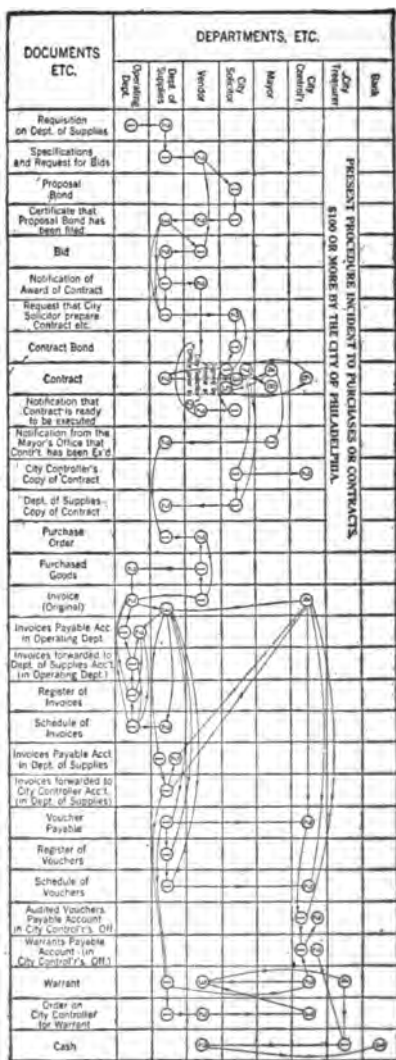 DOCUMENTS
ETC.
DEPARTMENTS, ETC.
Operating
Dept.
Dept. of
Supplies
Vendor
City
Solicitor
Mayor
City
Control'r.
City
Treasurer
Bank
PRESENT PROCEDURE INCIDENT TO PURCHASES OR CONTRACTS,
$100 OR MORE BY THE CITY OF PHILADELPHIA.
Requisition
on Dept. of Supplies
Specifications
and Request for Bids
Proposal
Bond
Certificate that
Proposal Bond has
been filed
Bid
Notification of
Award of Contract
Request that City
Solicitor prepare
Contract etc.
Contract Bond
Contract
Notification that
Contract is ready
to be executed
Notification from the
Mayor's Office that
Contr't. has been Ex'd.
City Controller's
Copy of Contract
Dept. of Supplies
Copy of Contract
Purchase
Order
Purchased
Goods
Invoice
(Original)
Invoices Payable Acc.
in Operating Dept.
Invoices forwarded to
Dept. of Supplies Acc't.
(in Operating Dept.)
Register of
Invoices
Schedule of
Invoices
Invoices Payable Acct.
in Dept. of Supplies
Invoices forwarded to
City Controller Acc't.
(in Dept. of Supplies)
Voucher
Payable
Register of
Vouchers
Schedule of
Vouchers
Audited Vouchers
Payable Account
in City Control'r's. Off.
Warrants Payable
Account - (in
City Control'r's. Off.)
Warrant
Order on
City Controller
for Warrant
Cash